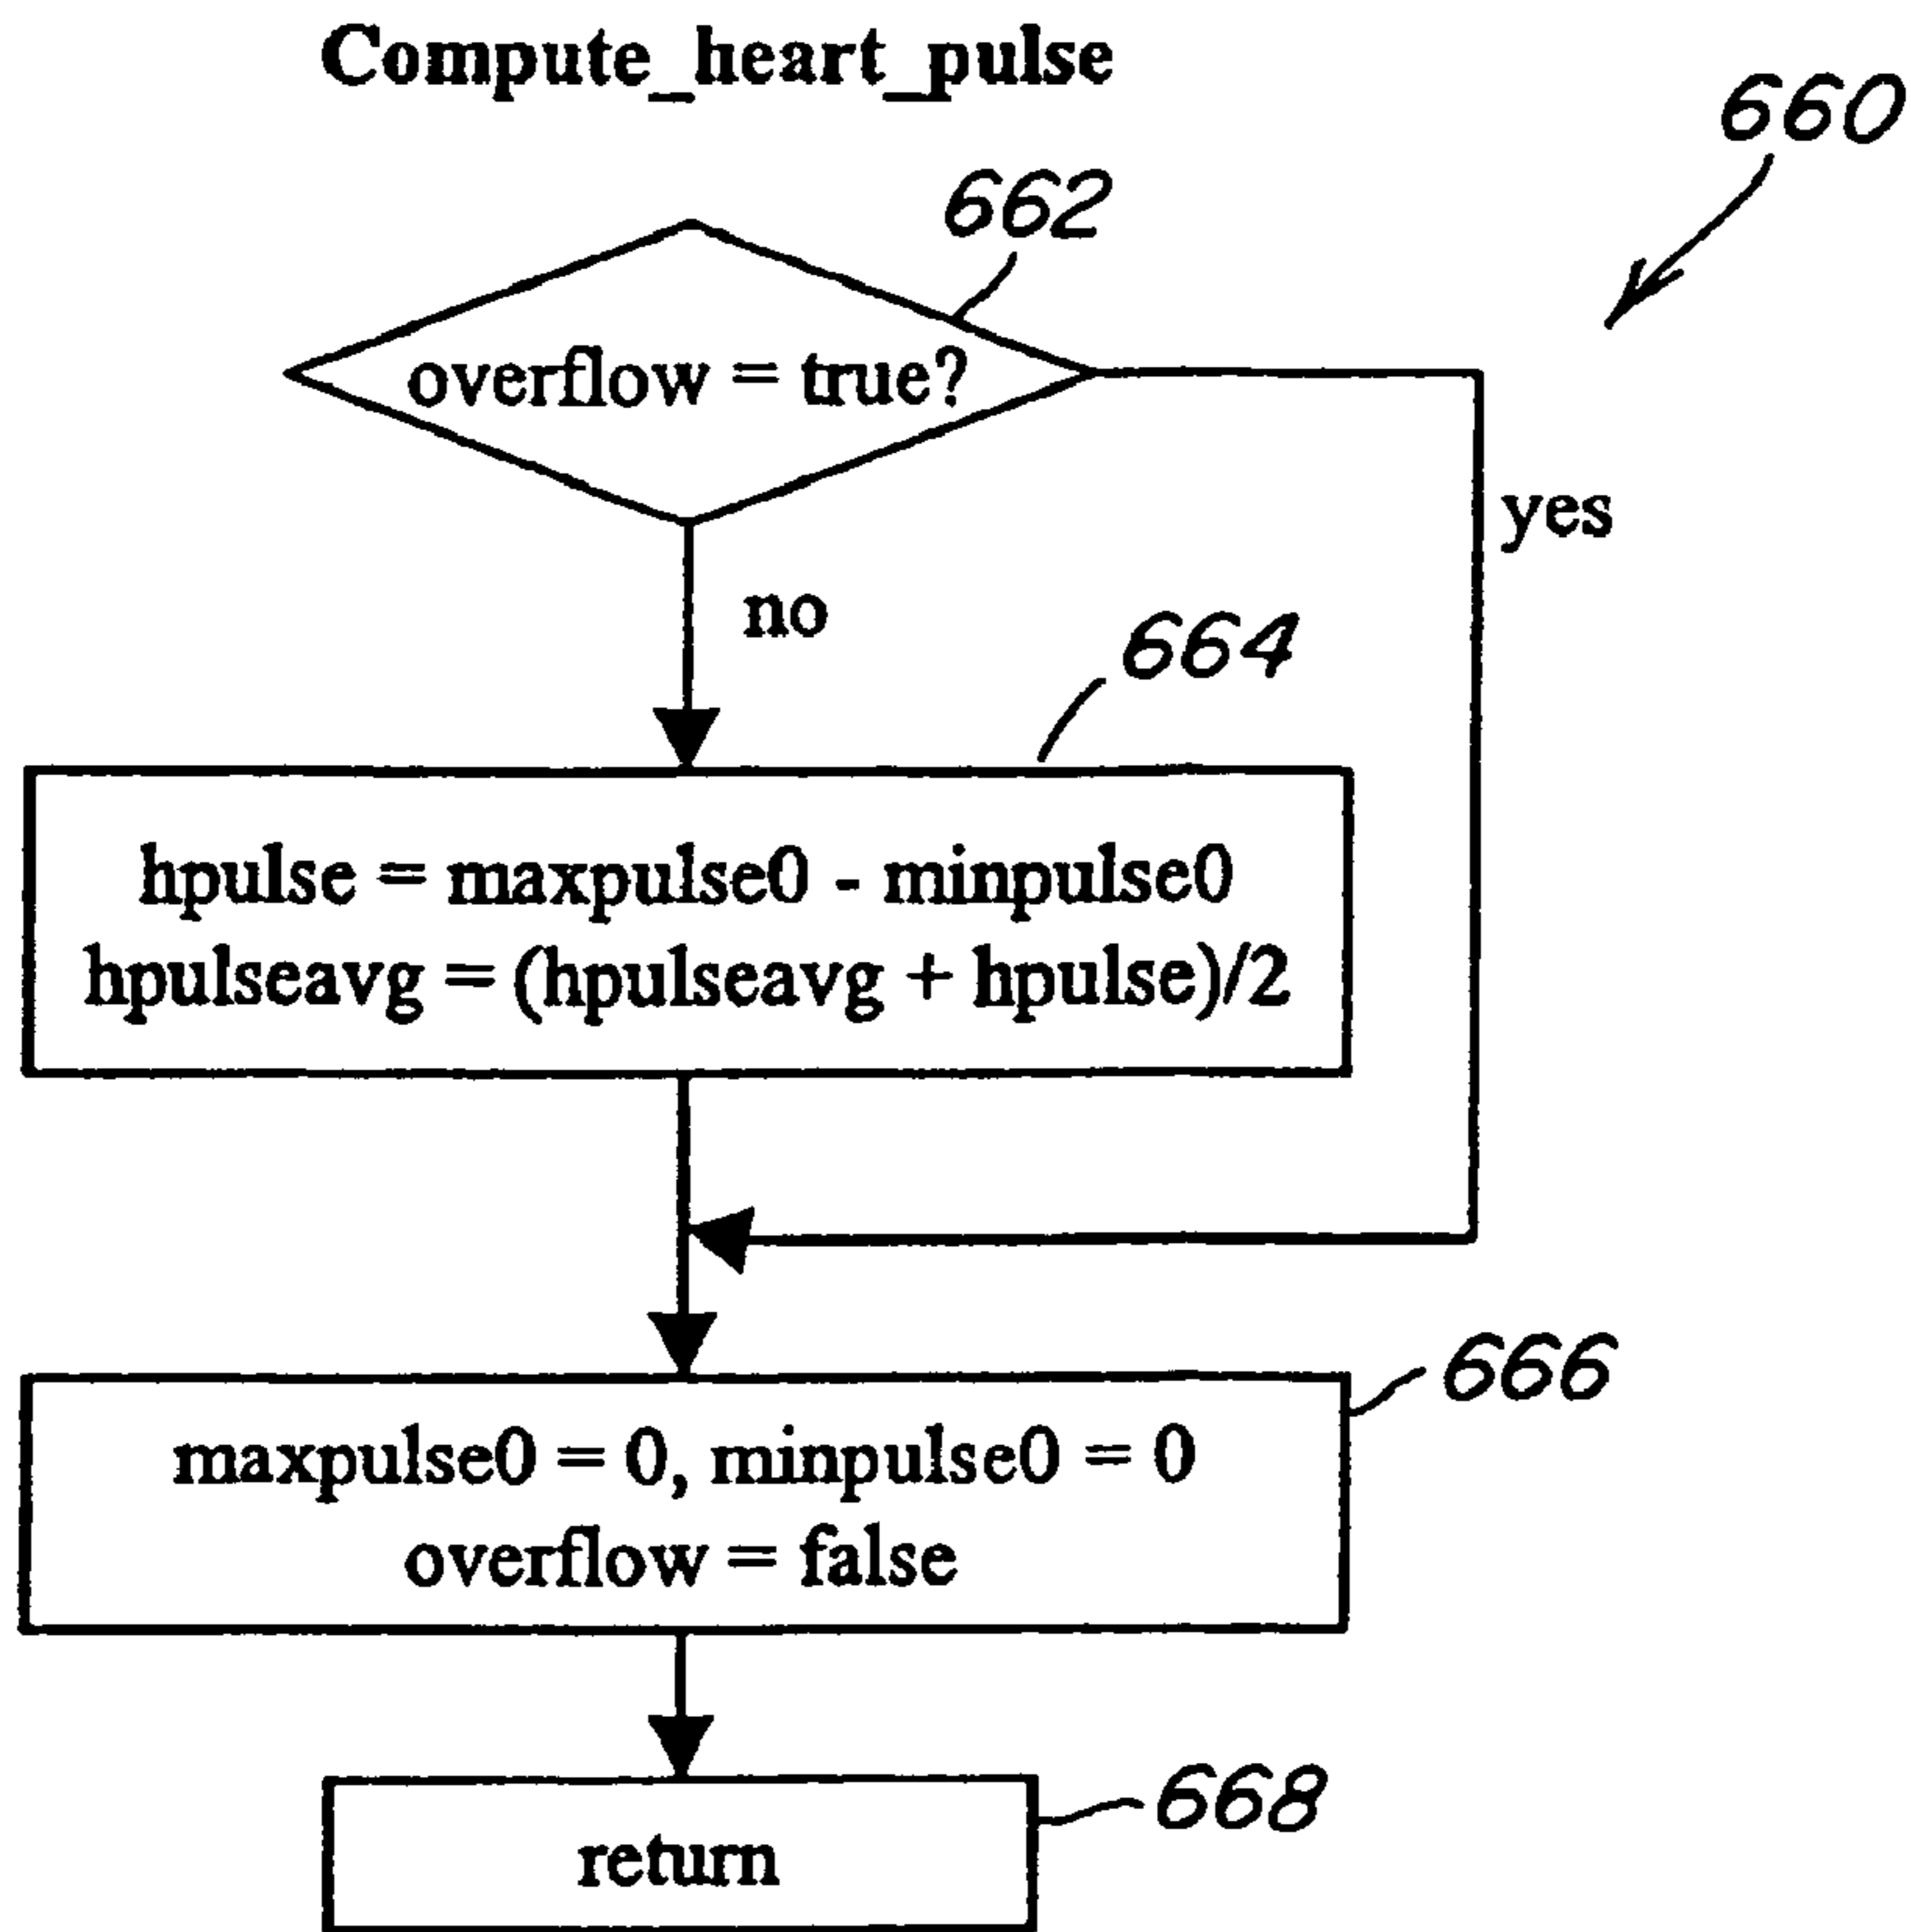 Compute_heart_pulse
660
662
overflow = true?
yes
no
664
hpulse = maxpulse0 - minpulse0
hpulseavg = (hpulseavg + hpulse)/2
666
maxpulse0 = 0, minpulse0 = 0
overflow = false
668
return